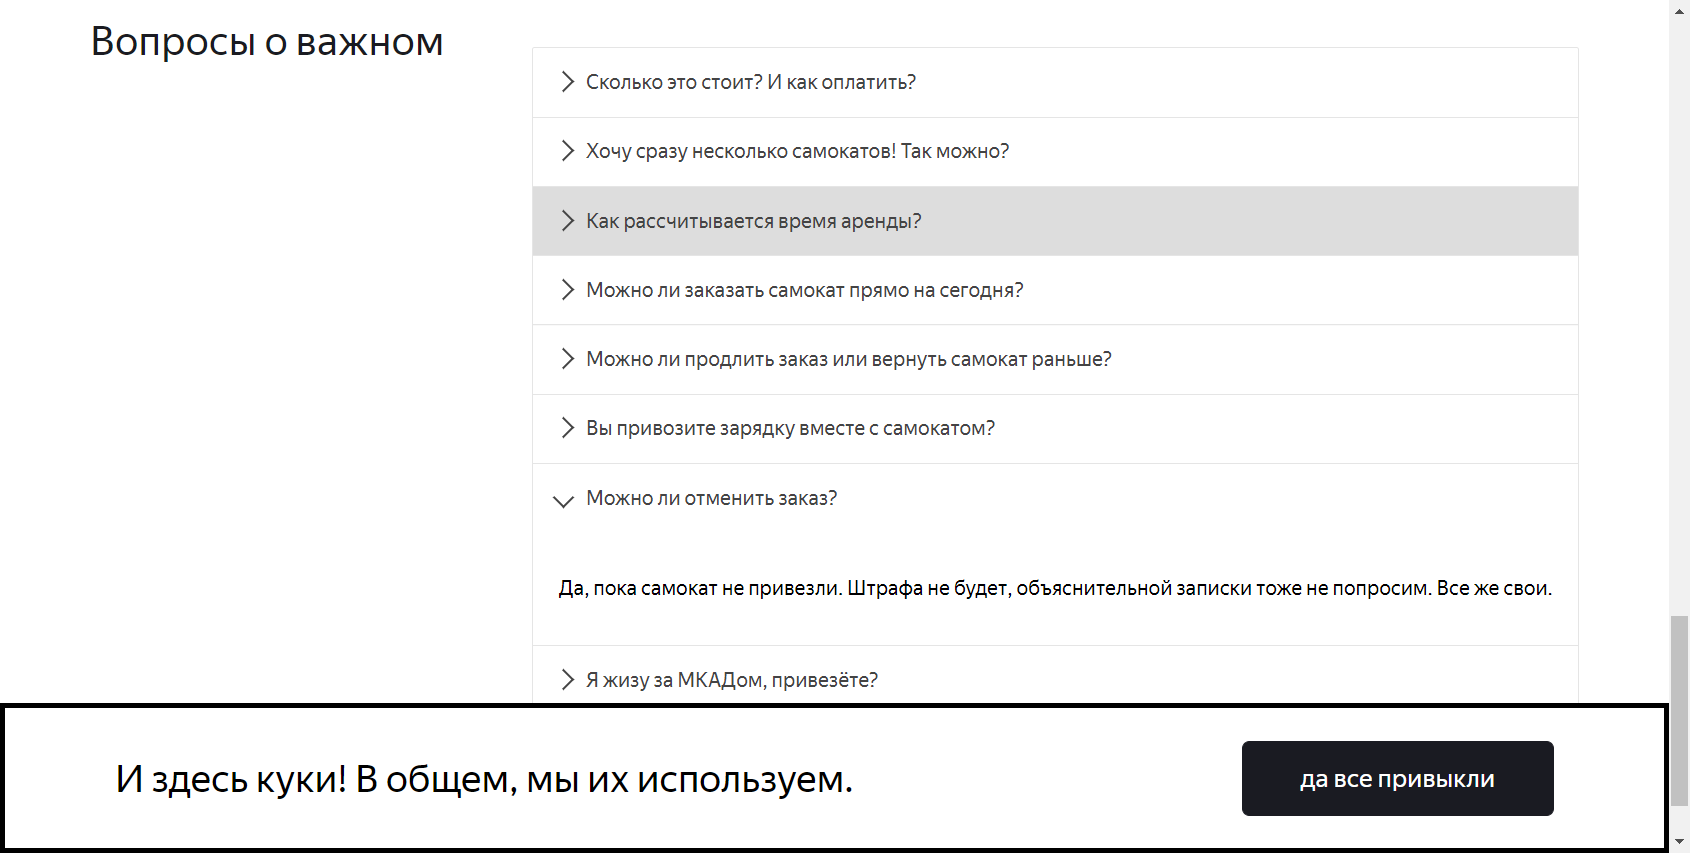 Вопросы о важном
Сколько это стоит? И как оплатить?
Хочу сразу несколько самокатов! Так можно?
Как рассчитывается время аренды?
Можно ли заказать самокат прямо на сегодня?
Можно ли продлить заказ или вернуть самокат раньше?
Вы привозите зарядку вместе с самокатом?
Можно ли отменить заказ?
Да, пока самокат не привезли. Штрафа не будет, объяснительной записки тоже не попросим. Все же свои.
Я жизу за МКАДом, привезёте?
И здесь куки! В общем, мы их используем.
да все привыкли